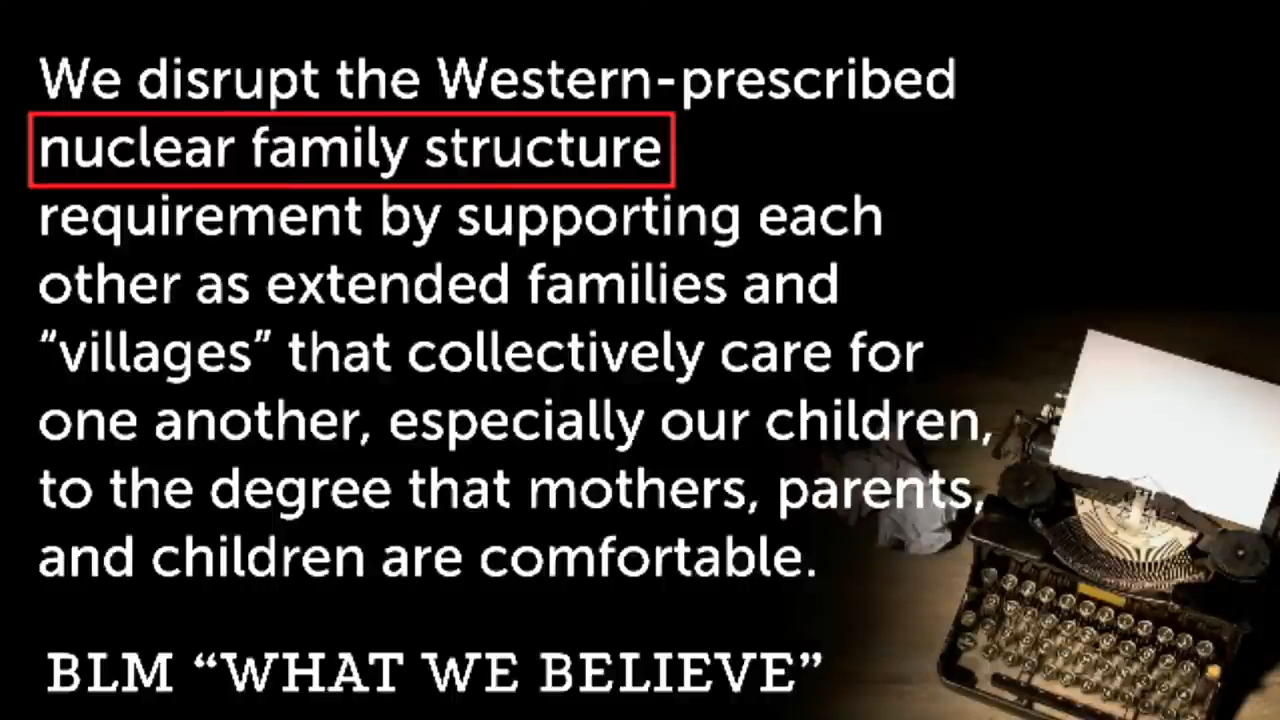 We disrupt the Western-prescribed
nuclear family structure
requirement by supporting each
other as extended families and
“villages” that collectively care for
one another, especially our children,
to the degree that mothers, parents,
and children are comfortable.
BLM “WHAT WE BELIEVE”